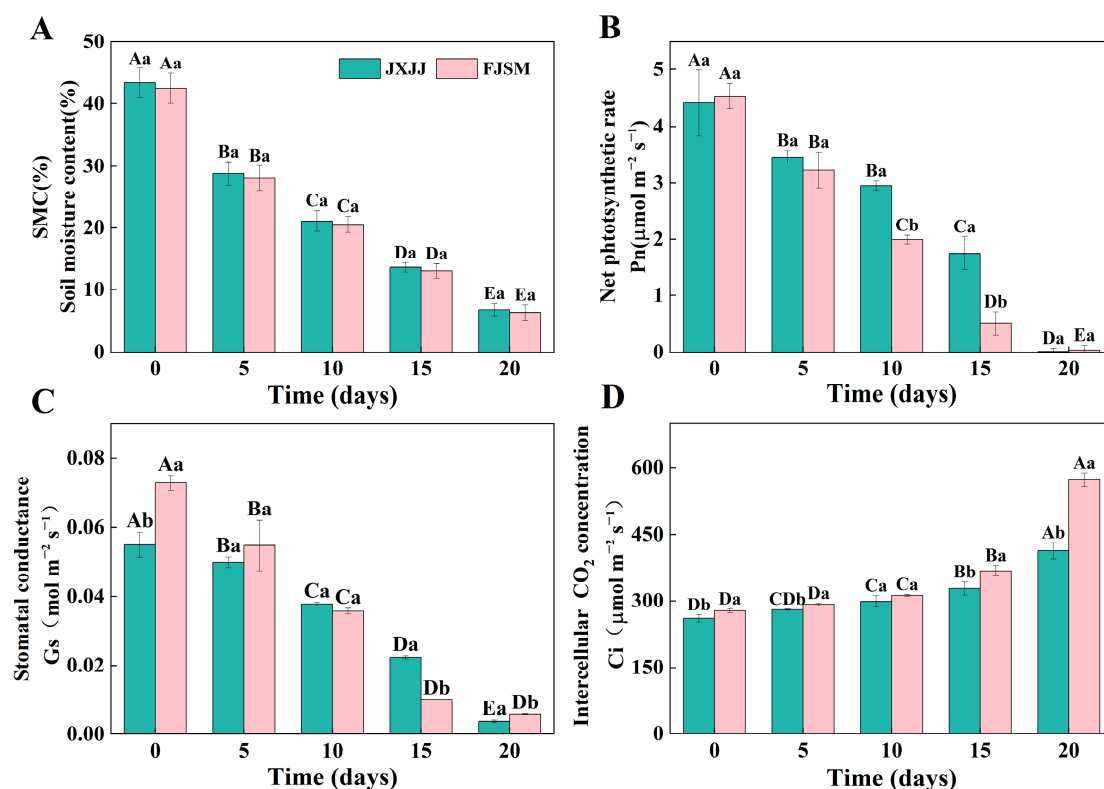 A
50
40
30
20
10
0
SMC(%)
Soil moisture content(%)
JXJJ
FJSM
Aa Aa
Ba Ba
Ca Ca
Da Da
Ea Ea
0 5 10 15 20
Time (days)
B
5
4
3
2
1
0
Net phtotsynthetic rate
Pn(μmol m⁻² s⁻¹)
Aa Aa
Ba Ba
Ba Cb
Ca Db
Da Ea
0 5 10 15 20
Time (days)
C
0.08
0.06
0.04
0.02
0.00
Stomatal conductance
Gs（mol m⁻² s⁻¹）
Ab Aa
Ba Ba
Ca Ca
Da Db
Ea Db
0 5 10 15 20
Time (days)
D
600
450
300
150
0
Intercellular CO₂ concentration
Ci（μmol m⁻² s⁻¹）
Db Da
CDb Da
Ca Ca
Bb Ba
Ab Aa
0 5 10 15 20
Time (days)